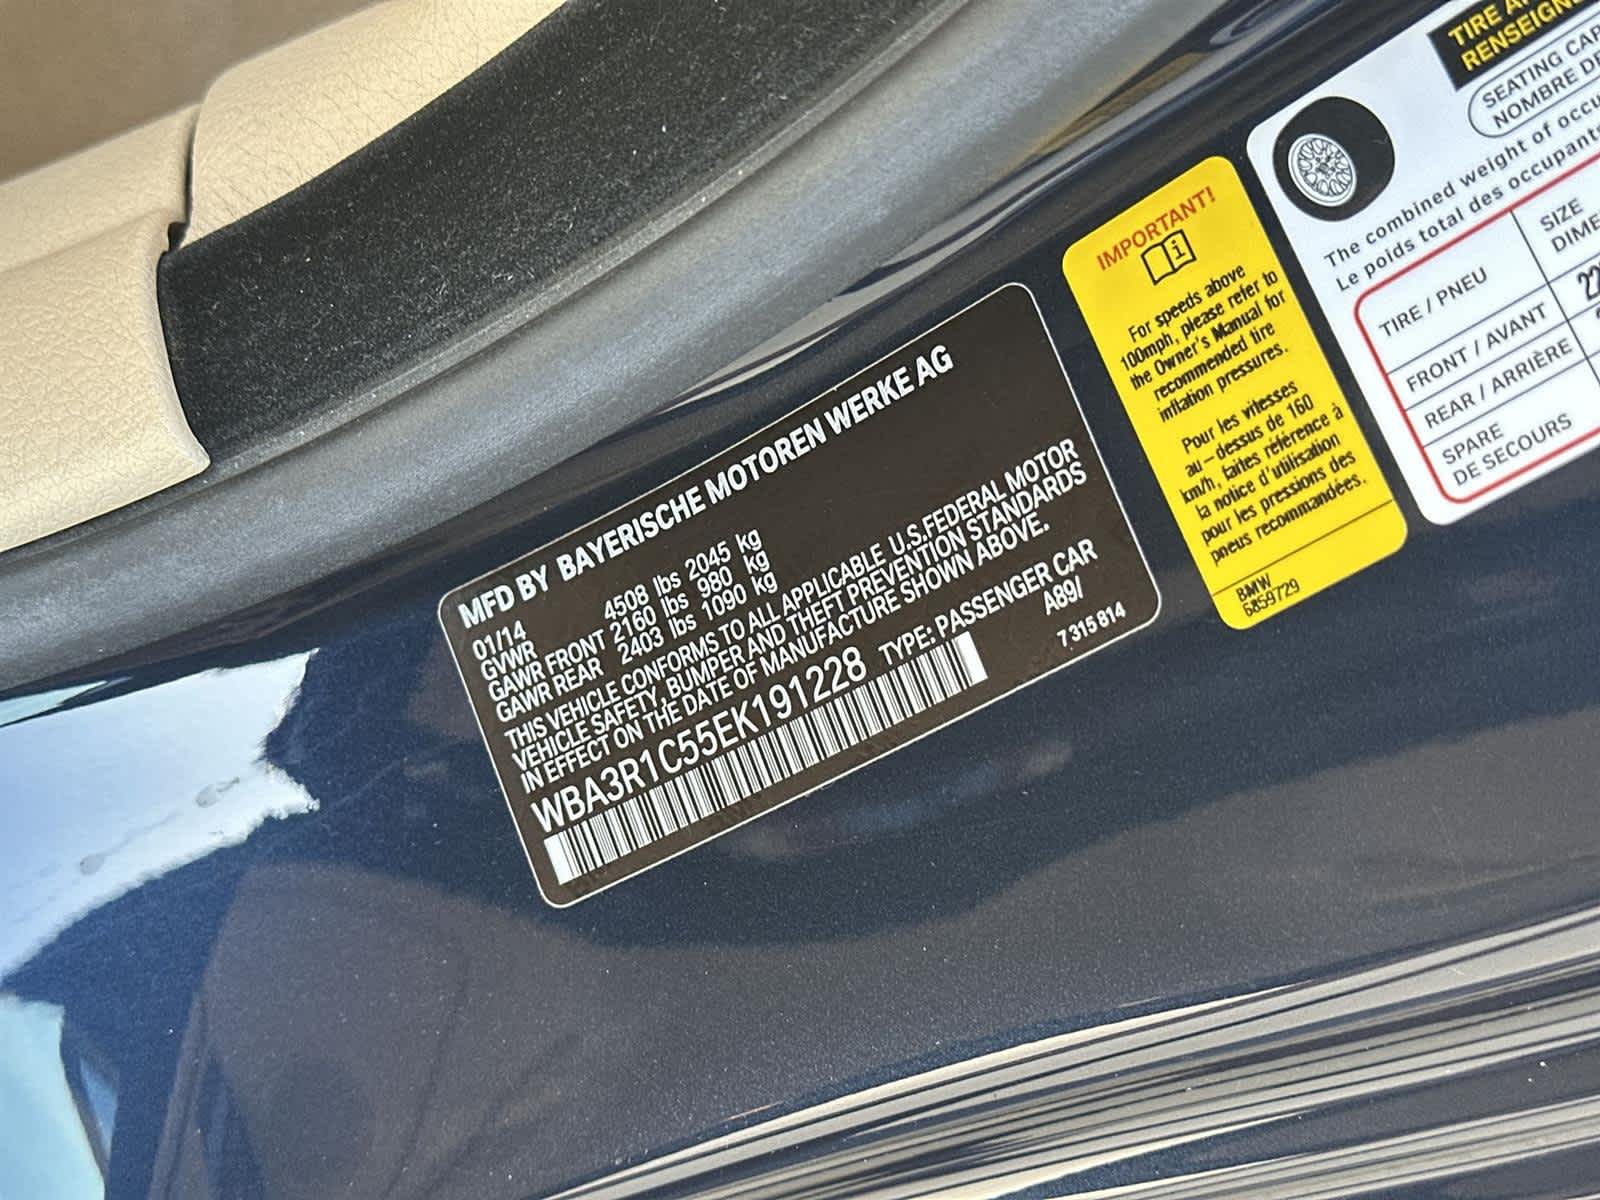 MFD BY BAYERISCHE MOTOREN WERKE AG
01/14
GVWR 4508 lbs 2045 kg
GAWR FRONT 2160 lbs 980 kg
GAWR REAR 2403 lbs 1090 kg
THIS VEHICLE CONFORMS TO ALL APPLICABLE U.S.FEDERAL MOTOR
VEHICLE SAFETY, BUMPER AND THEFT PREVENTION STANDARDS
IN EFFECT ON THE DATE OF MANUFACTURE SHOWN ABOVE.
WBA3R1C55EK191228 TYPE: PASSENGER CAR
A89/
7 315 814
IMPORTANT!
For speeds above
100mph, please refer to
the Owner's Manual for
recommended tire
inflation pressures.
Pour les vitesses
au-dessus de 160
km/h, faites référence à
la notice d'utilisation
pour les pressions des
pneus recommandées.
BMW
6859729
TIRE
RENSEIGN
SEATING
NOMBRE
The combined weight of
Le poids total des occupants
TIRE / PNEU
SIZE
FRONT / AVANT
REAR / ARRIÈRE
SPARE
DE SECOURS